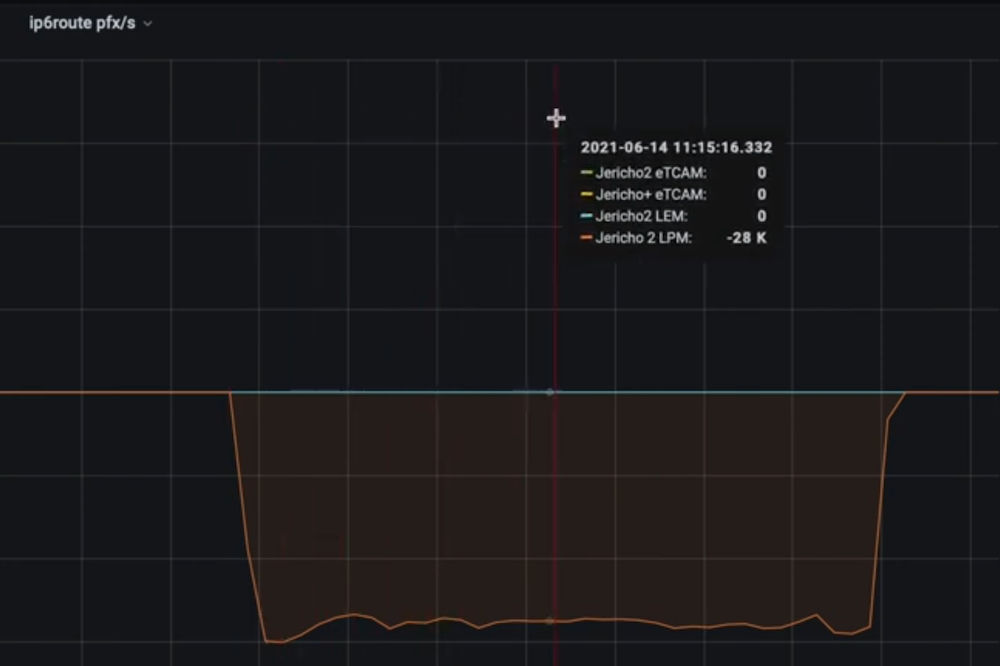 ip6route pfx/s
2021-06-14 11:15:16.332
Jericho2 eTCAM: 0
Jericho+ eTCAM: 0
Jericho2 LEM: 0
Jericho 2 LPM: -28 K